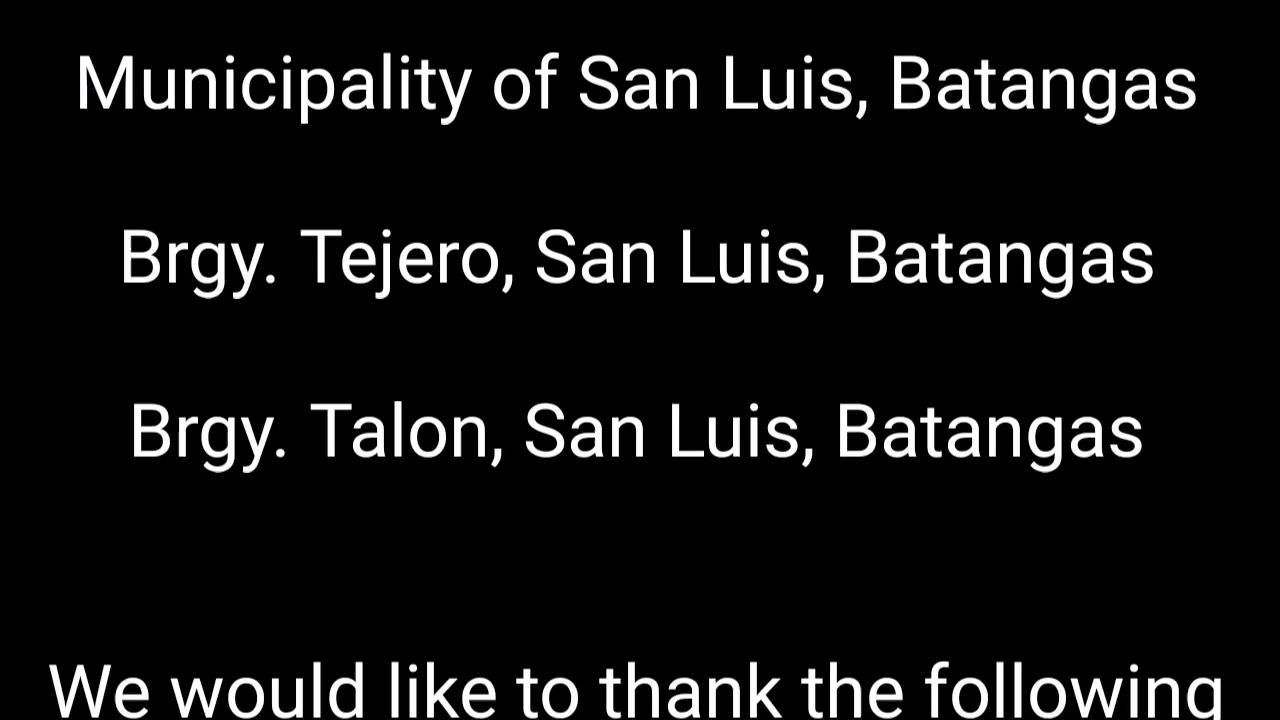 Municipality of San Luis, Batangas
Brgy. Tejero, San Luis, Batangas
Brgy. Talon, San Luis, Batangas
We would like to thank the following